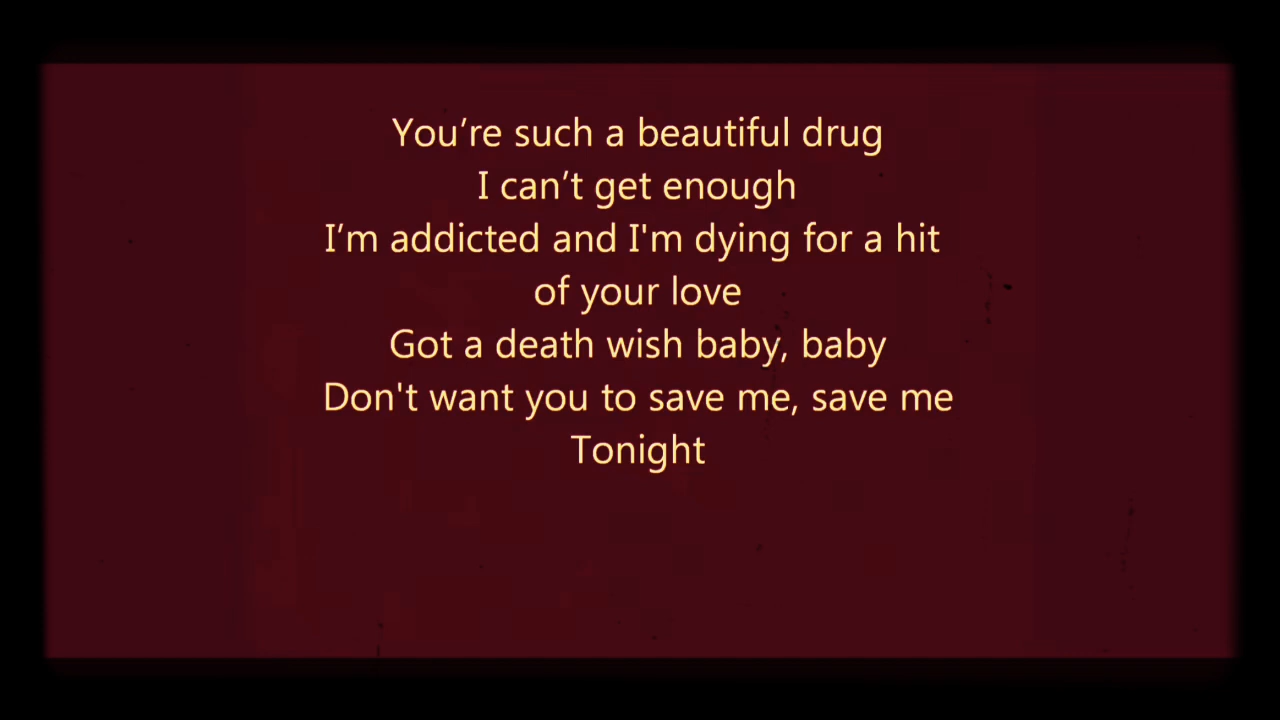 You’re such a beautiful drug
I can’t get enough
I’m addicted and I'm dying for a hit
of your love
Got a death wish baby, baby
Don't want you to save me, save me
Tonight